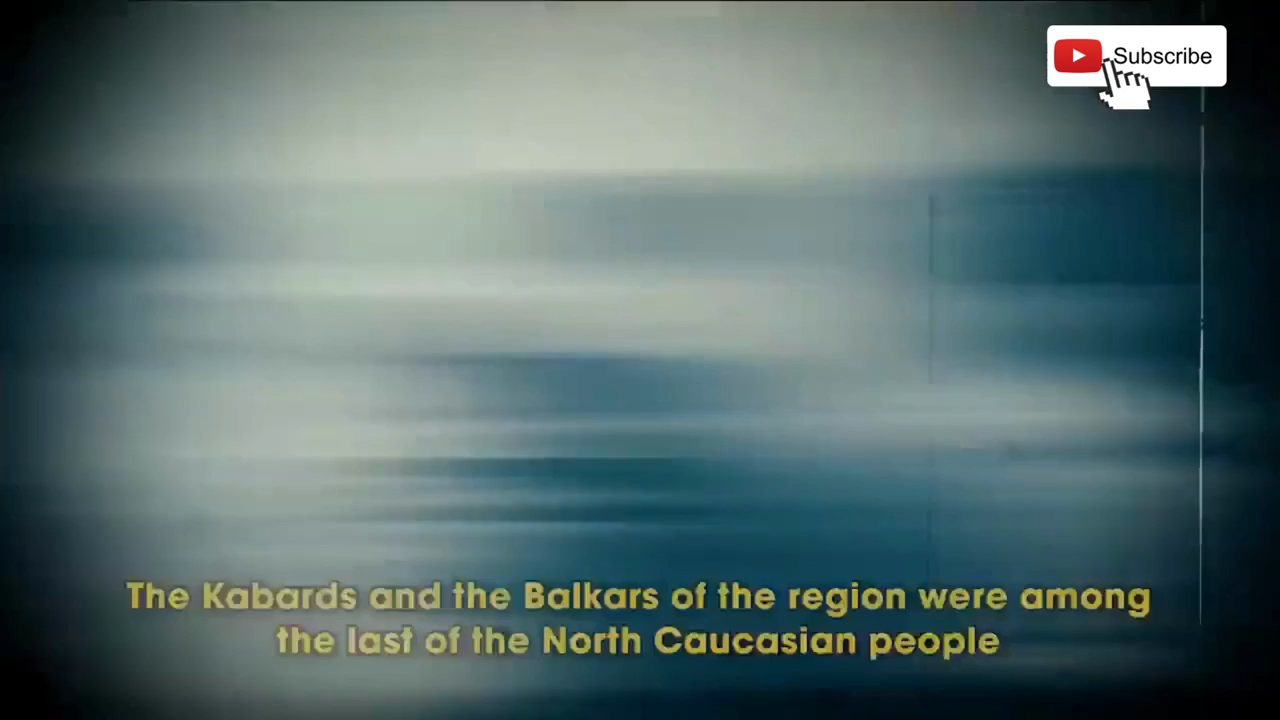 Subscribe
The Kabards and the Balkars of the region were among
the last of the North Caucasian people